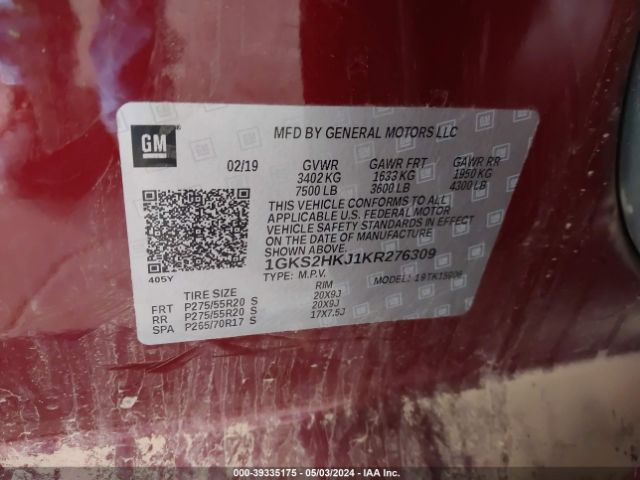 GM
MFD BY GENERAL MOTORS LLC
02/19 GVWR GAWR FRT GAWR RR
3402 KG 1633 KG 1950 KG
7500 LB 3600 LB 4300 LB
THIS VEHICLE CONFORMS TO ALL
APPLICABLE U.S. FEDERAL MOTOR
VEHICLE SAFETY STANDARDS IN EFFECT
ON THE DATE OF MANUFACTURE
SHOWN ABOVE.
1GKS2HKJ1KR276309
405Y TYPE: M.P.V. MODEL:
TIRE SIZE RIM
FRT P275/55R20 S 20X9J
RR P275/55R20 S 20X9J
SPA P265/70R17 S 17X7.5J
000-39335175 - 05/03/2024 - IAA Inc.